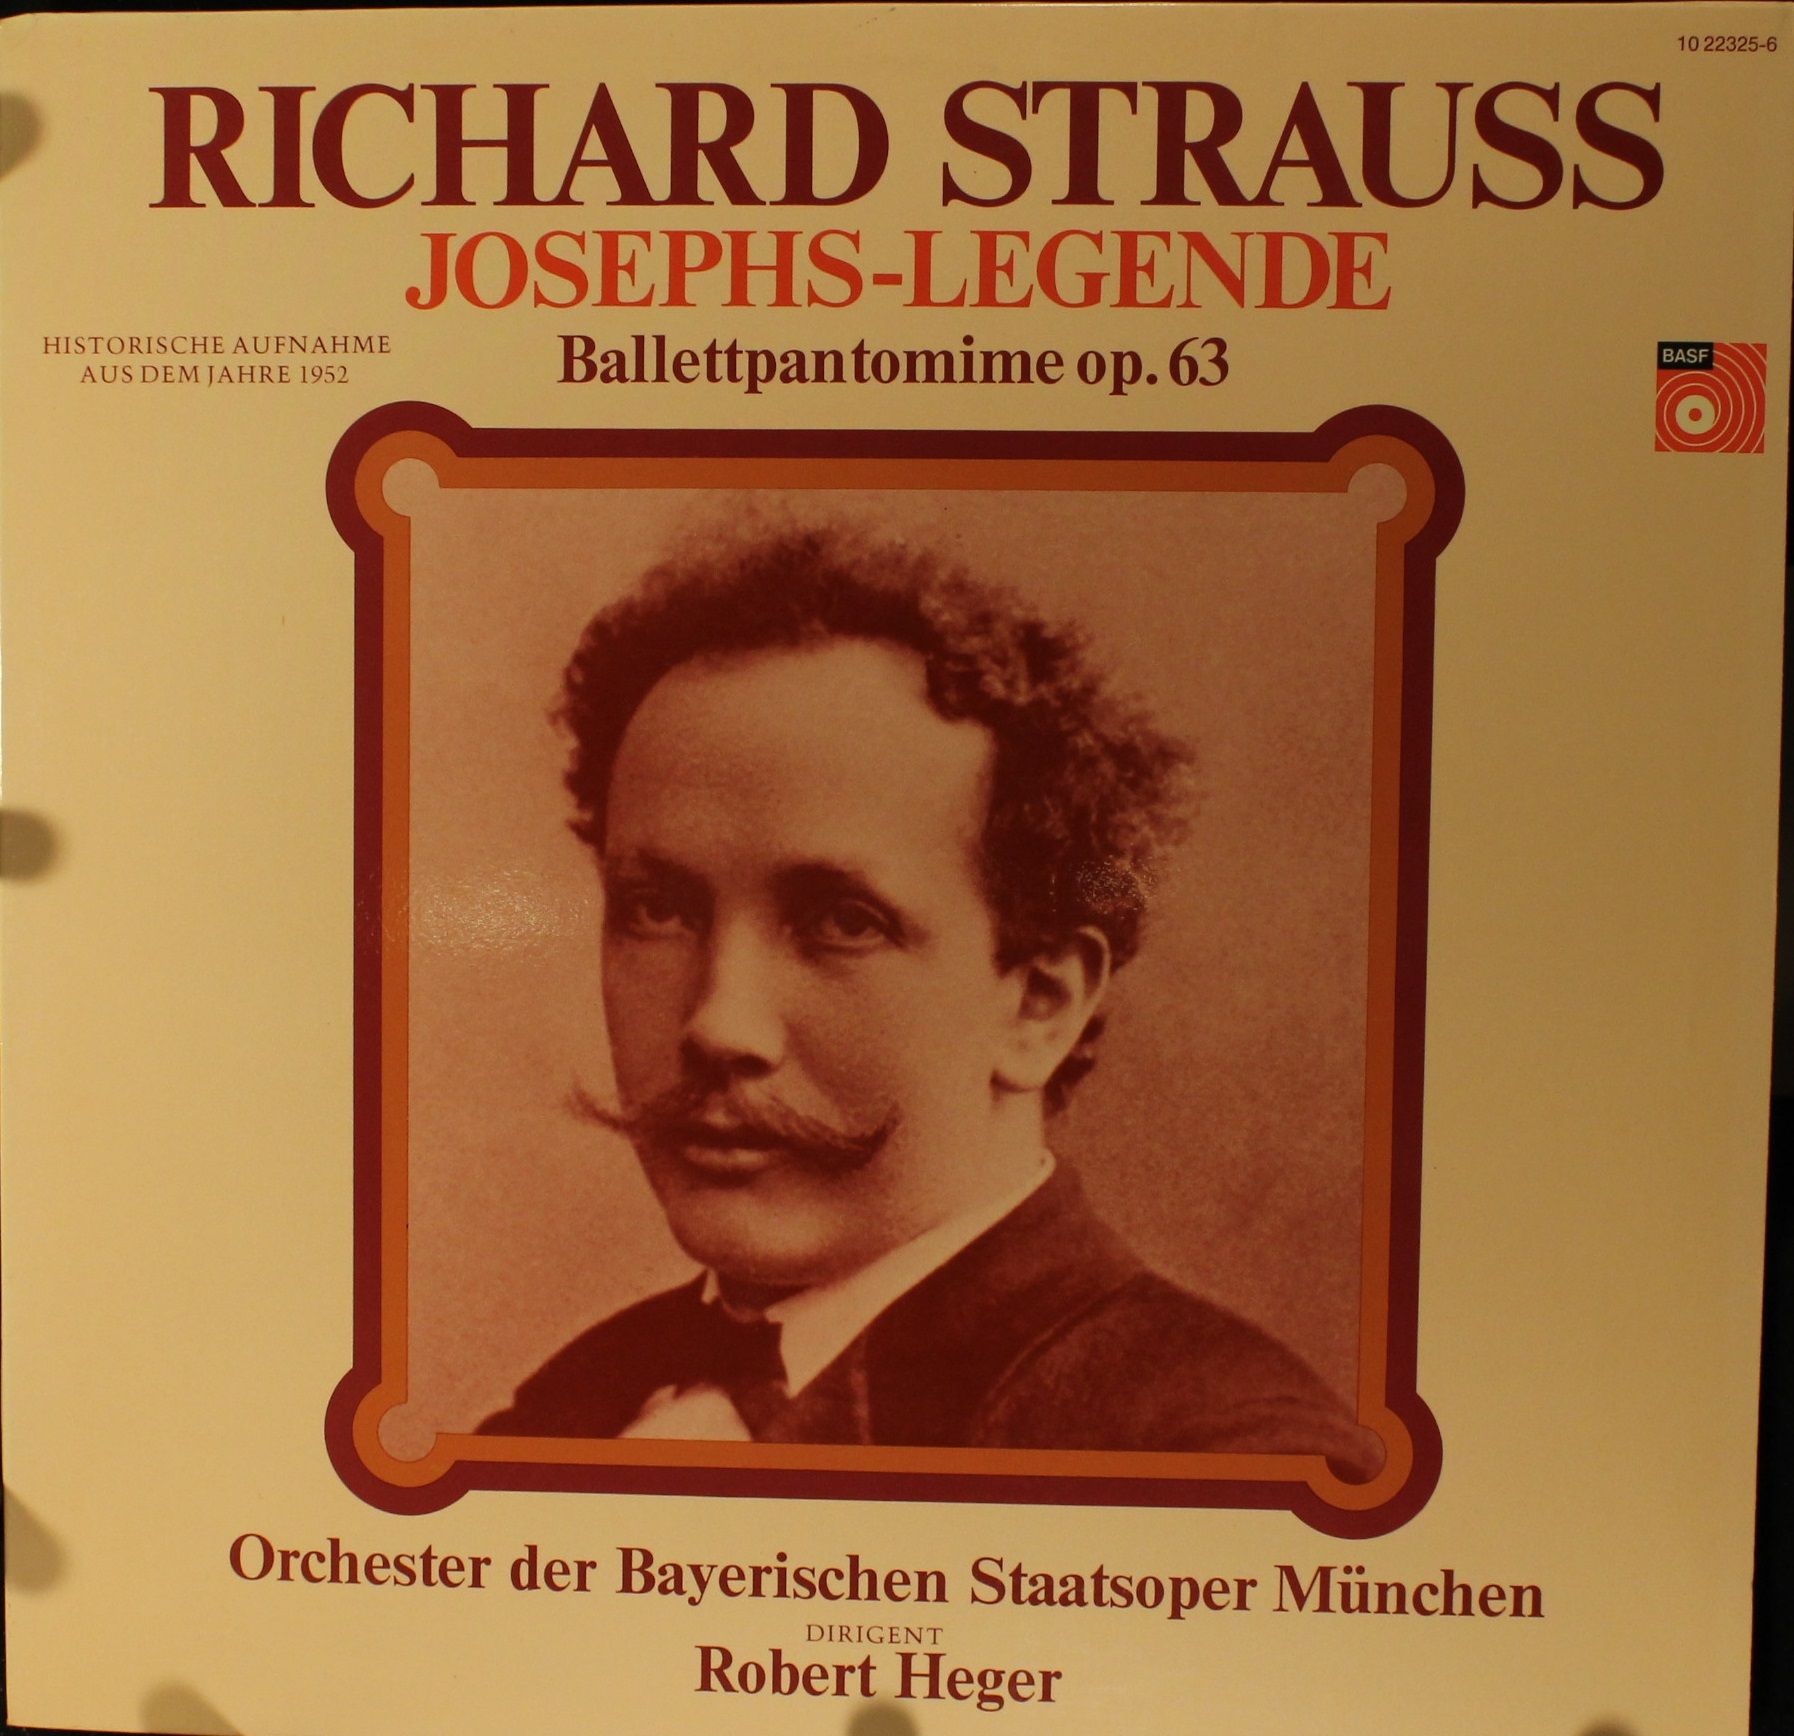 10 22325-6
RICHARD STRAUSS
JOSEPHS-LEGENDE
HISTORISCHE AUFNAHME
AUS DEM JAHRE 1952
Ballettpantomime op. 63
BASF
Orchester der Bayerischen Staatsoper München
DIRIGENT
Robert Heger